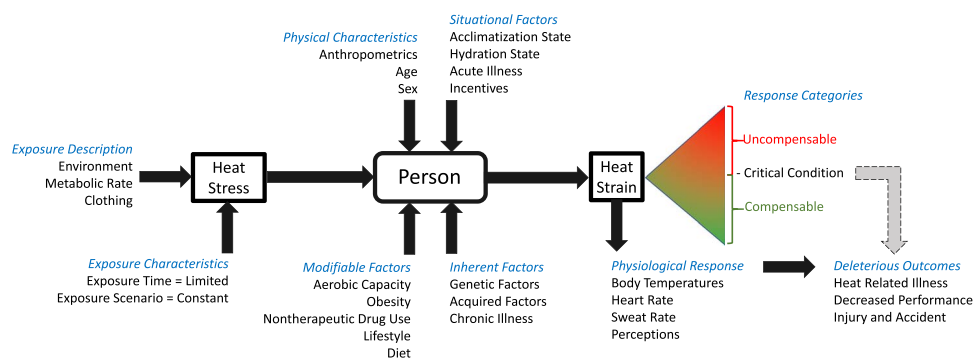 Physical Characteristics
Anthropometrics
Age
Sex
Situational Factors
Acclimatization State
Hydration State
Acute Illness
Incentives
Exposure Description
Environment
Metabolic Rate
Clothing
Heat
Stress
Person
Heat
Strain
Response Categories
Uncompensable
Critical Condition
Compensable
Exposure Characteristics
Exposure Time = Limited
Exposure Scenario = Constant
Modifiable Factors
Aerobic Capacity
Obesity
Nontherapeutic Drug Use
Lifestyle
Diet
Inherent Factors
Genetic Factors
Acquired Factors
Chronic Illness
Physiological Response
Body Temperatures
Heart Rate
Sweat Rate
Perceptions
Deleterious Outcomes
Heat Related Illness
Decreased Performance
Injury and Accident